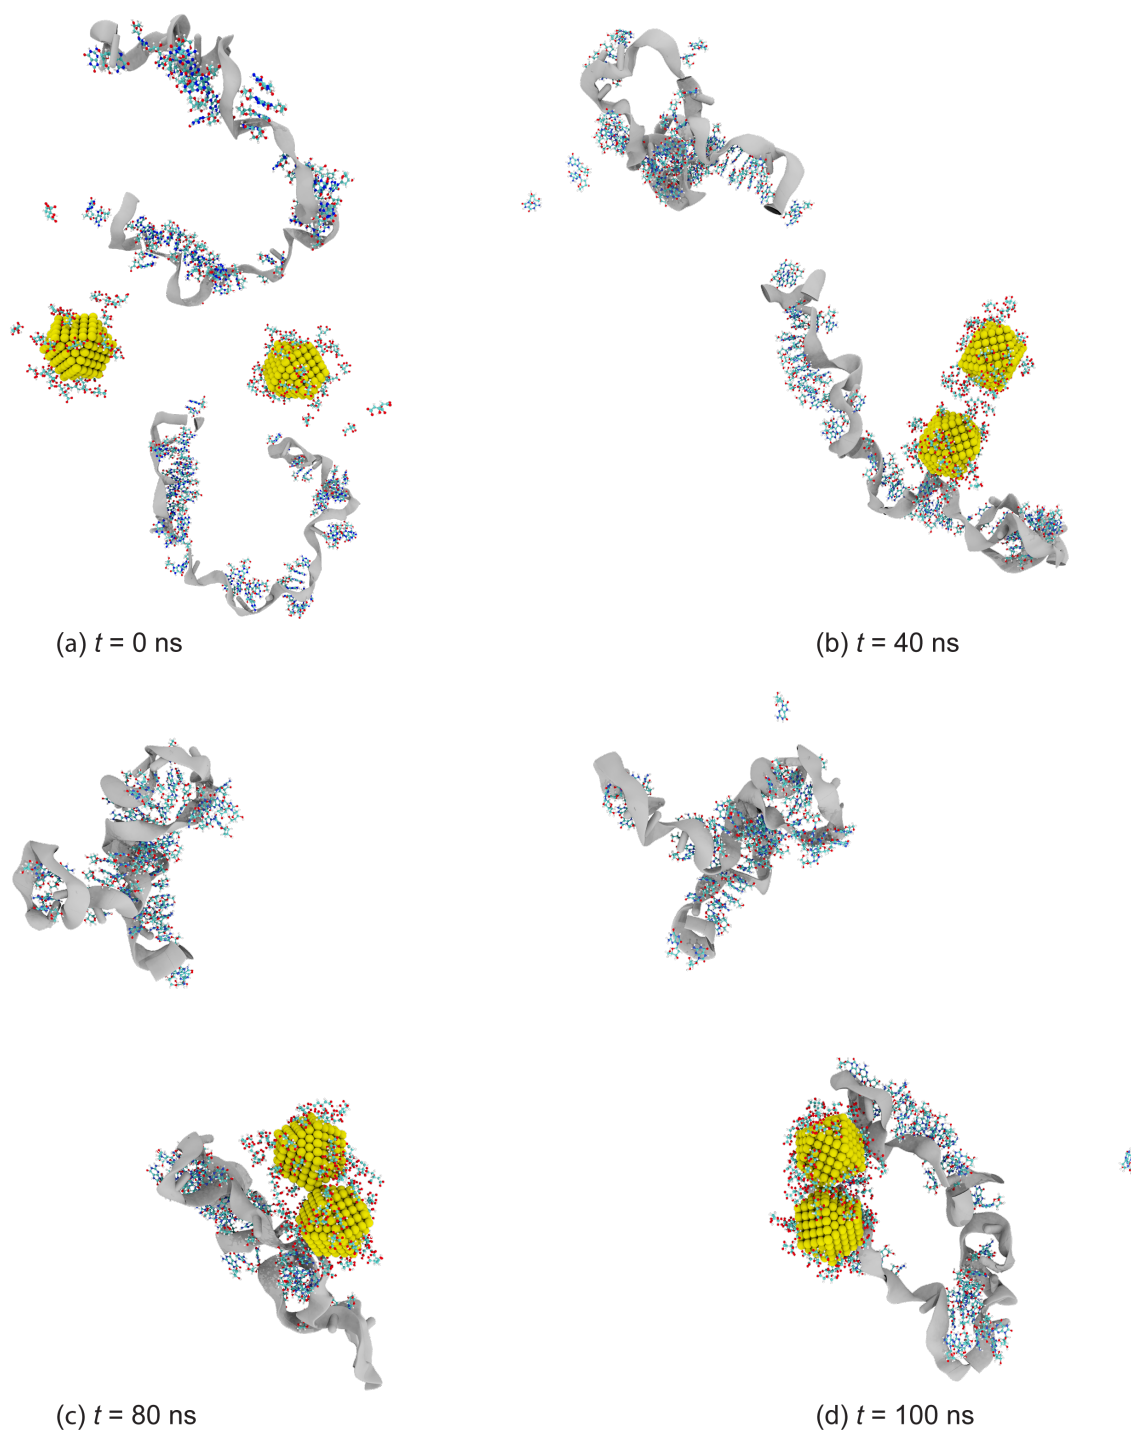 (a) t = 0 ns
(b) t = 40 ns
(c) t = 80 ns
(d) t = 100 ns